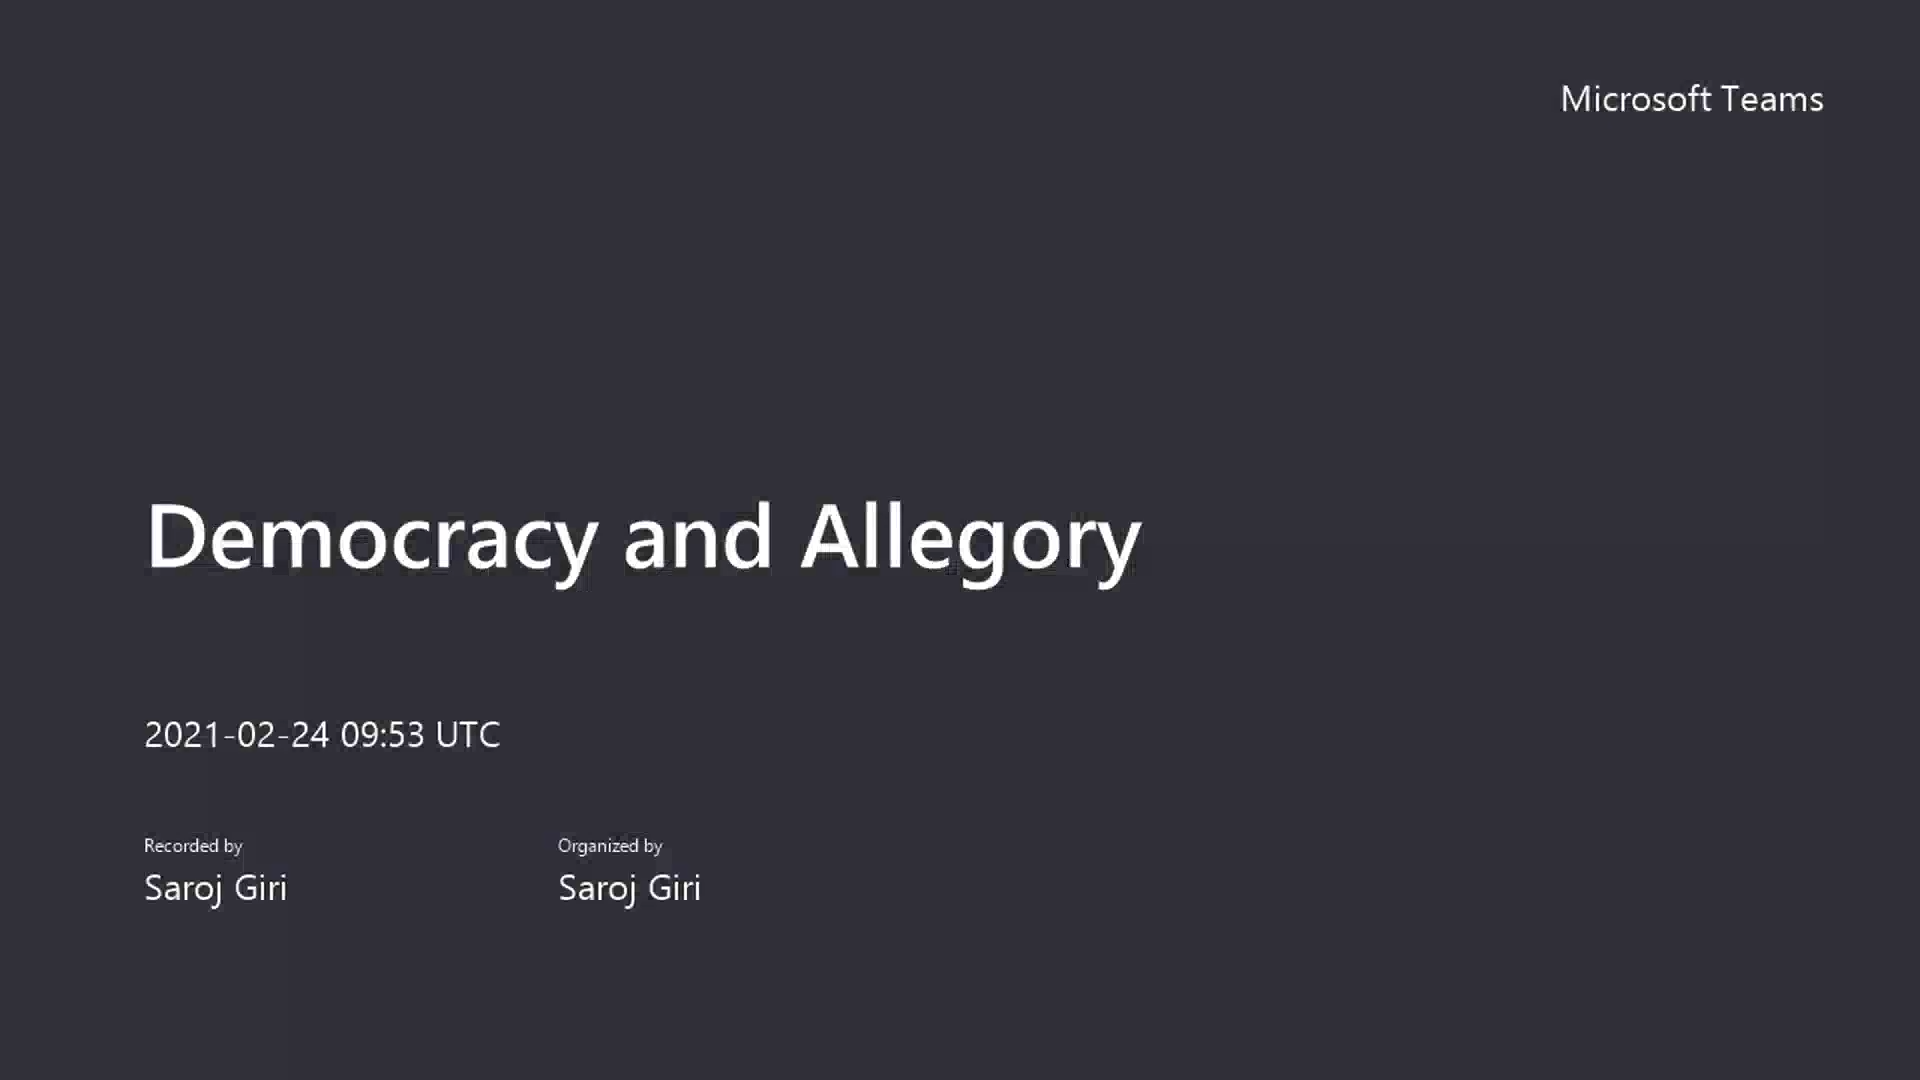 Microsoft Teams
Democracy and Allegory
2021-02-24 09:53 UTC
Recorded by
Saroj Giri
Organized by
Saroj Giri